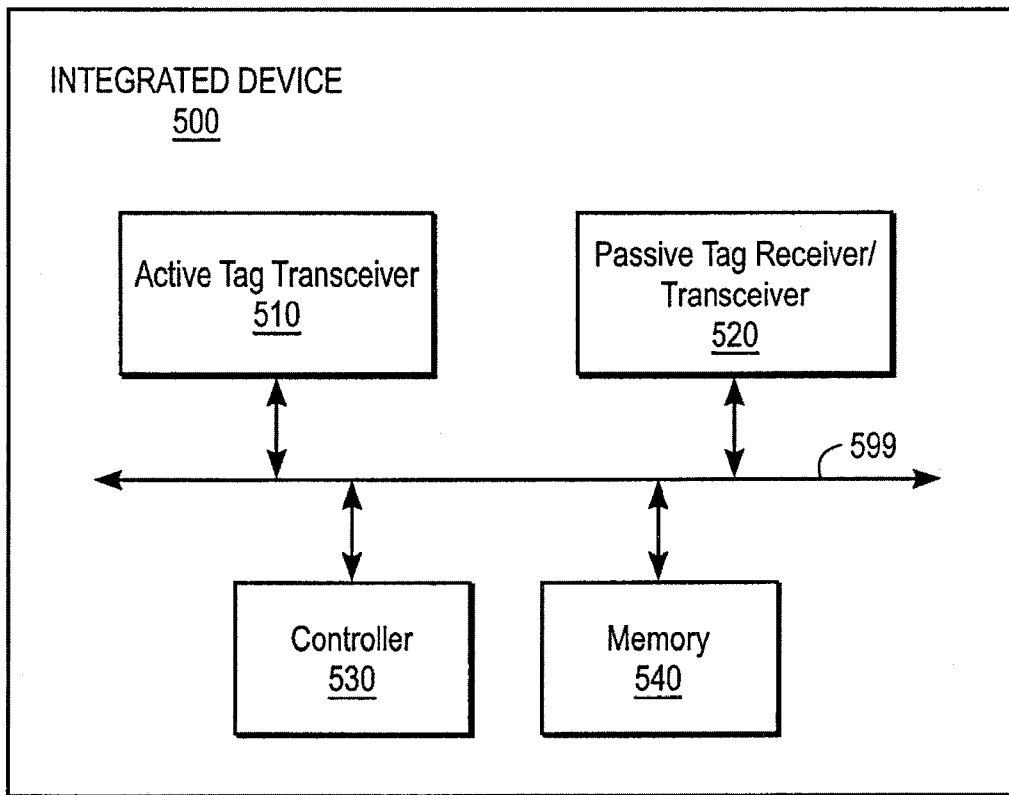 INTEGRATED DEVICE
500
Active Tag Transceiver
510
Passive Tag Receiver/
Transceiver
520
599
Controller
530
Memory
540